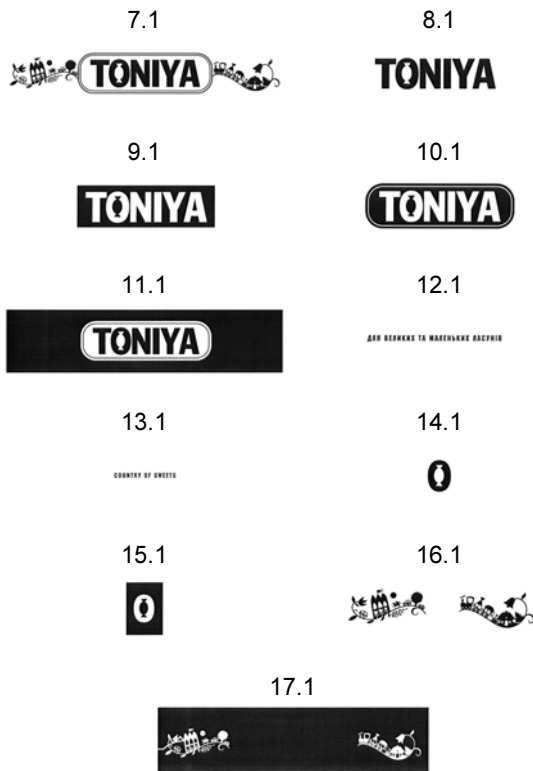 7.1 8.1
TONIYA TONIYA
9.1 10.1
TONIYA TONIYA
11.1 12.1
TONIYA ДЛЯ ВЕЛИКИХ ТА МАЛЕНЬКИХ ЛАСУНІВ
13.1 14.1
COUNTRY OF SWEETS O
15.1 16.1
O
17.1